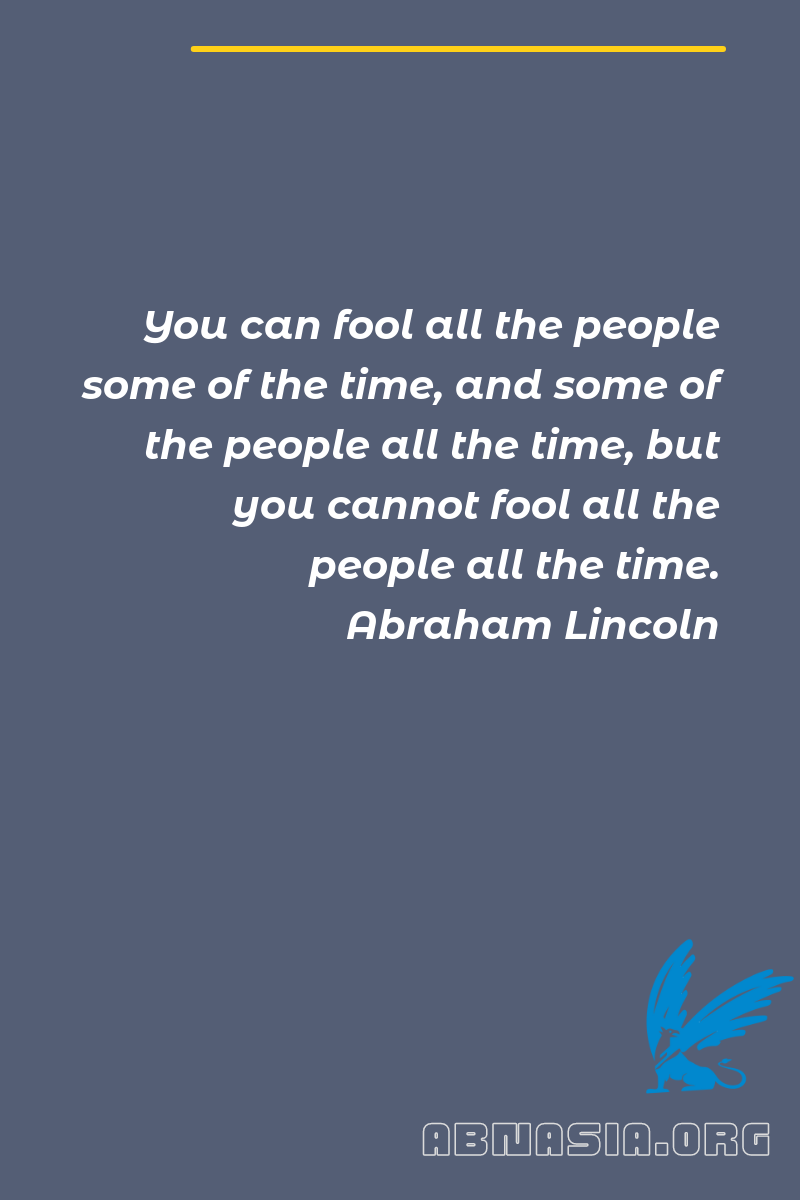 You can fool all the people
some of the time, and some of
the people all the time, but
you cannot fool all the
people all the time.
Abraham Lincoln
ABNASIA.ORG